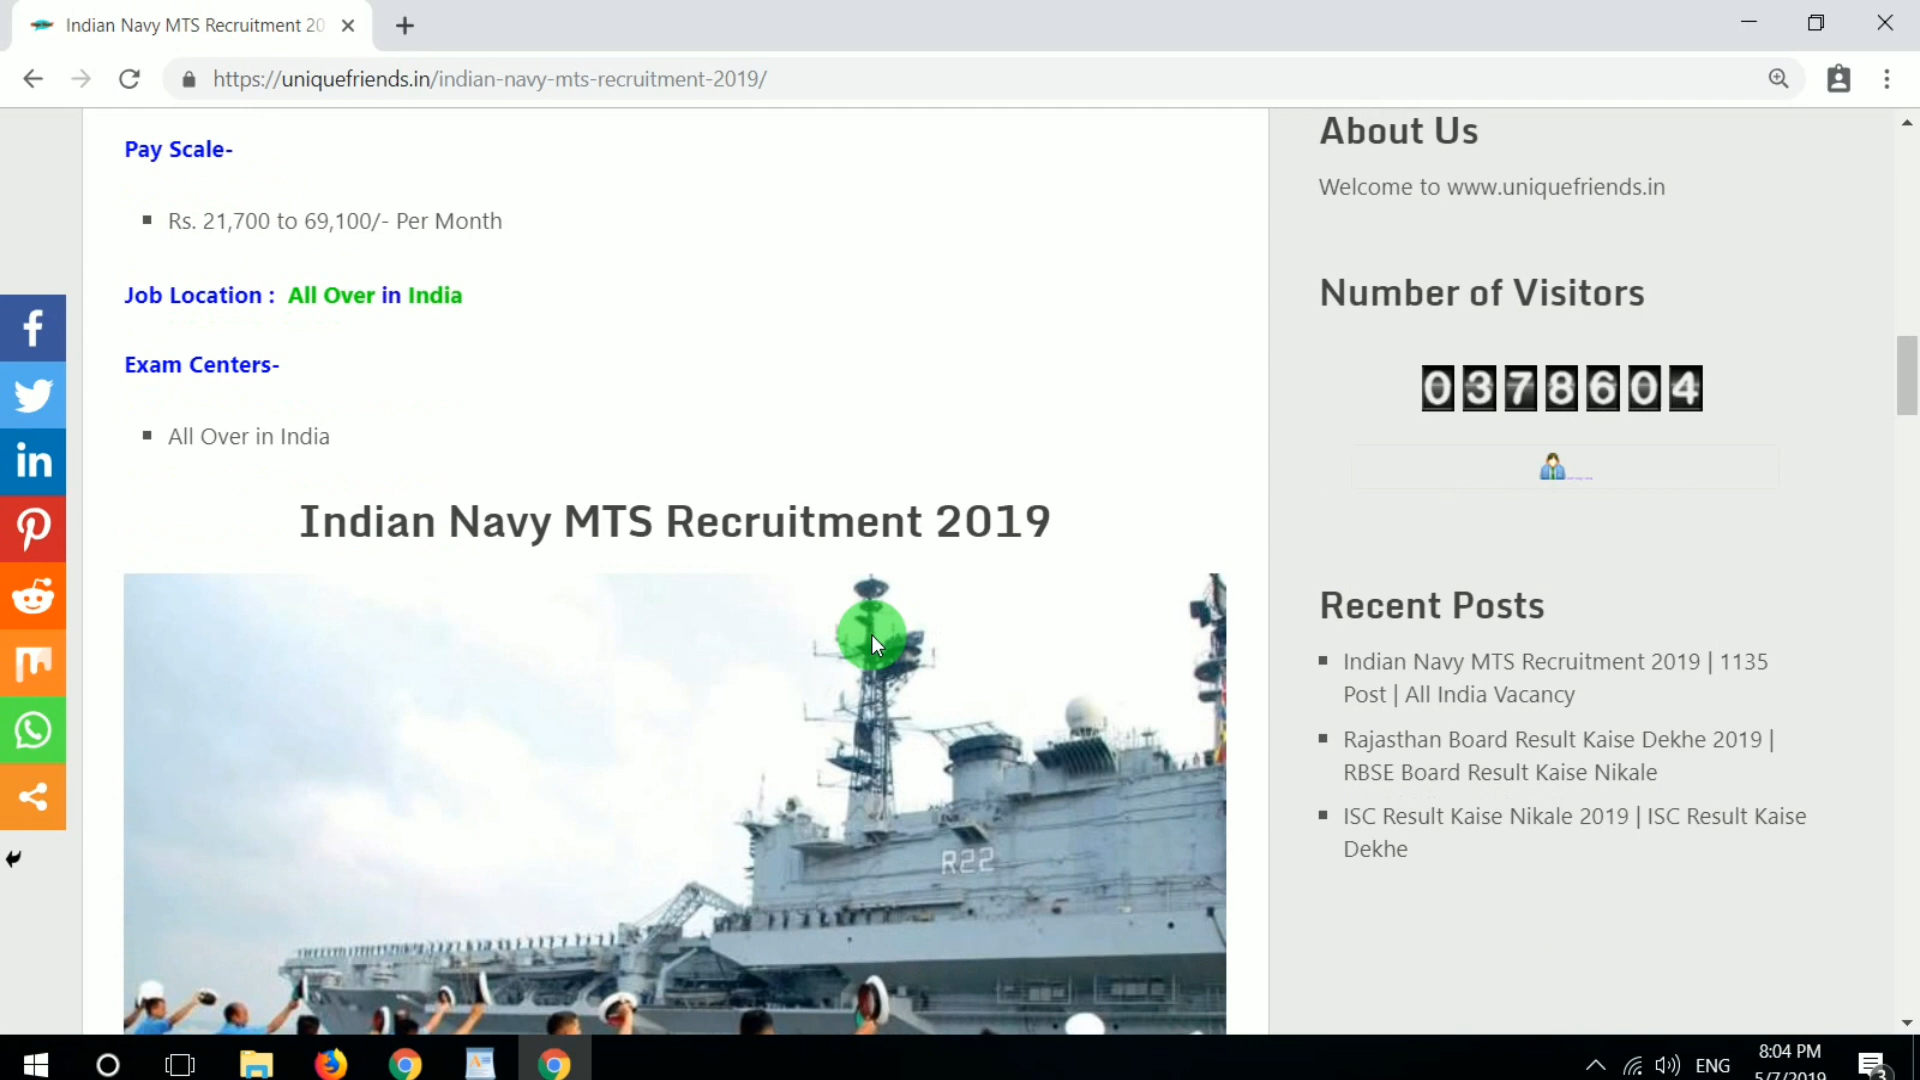 Indian Navy MTS Recruitment 20
https://uniquefriends.in/indian-navy-mts-recruitment-2019/
Pay Scale-
Rs. 21,700 to 69,100/- Per Month
Job Location : All Over in India
Exam Centers-
All Over in India
Indian Navy MTS Recruitment 2019
R22
About Us
Welcome to www.uniquefriends.in
Number of Visitors
0378604
Recent Posts
Indian Navy MTS Recruitment 2019 | 1135
Post | All India Vacancy
Rajasthan Board Result Kaise Dekhe 2019 |
RBSE Board Result Kaise Nikale
ISC Result Kaise Nikale 2019 | ISC Result Kaise
Dekhe
ENG
8:04 PM
5/7/2019
3